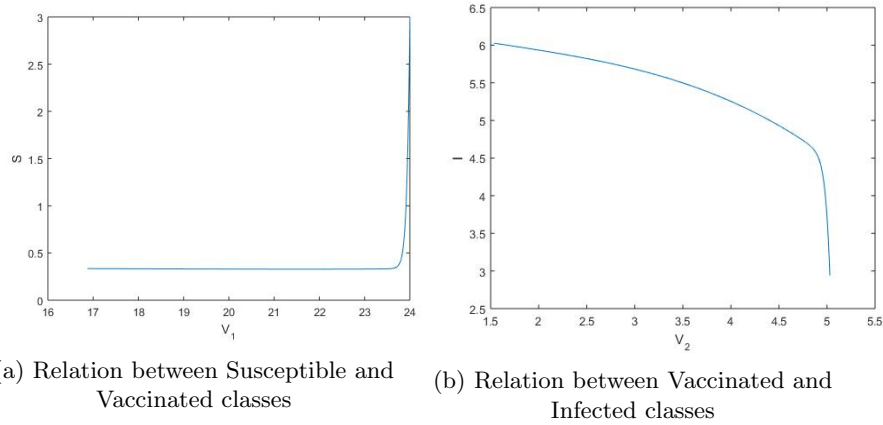 3
2.5
2
1.5
1
0.5
0
S
16 17 18 19 20 21 22 23 24
V1
6.5
6
5.5
5
4.5
4
3.5
3
2.5
I
1.5 2 2.5 3 3.5 4 4.5 5 5.5
V2
a) Relation between Susceptible and
Vaccinated classes
(b) Relation between Vaccinated and
Infected classes